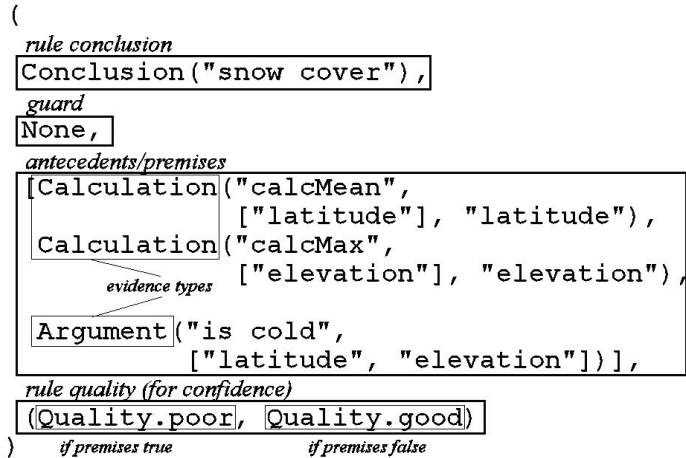 (
rule conclusion
Conclusion("snow cover"),
guard
None,
antecedents/premises
[Calculation("calcMean",
["latitude"], "latitude"),
Calculation("calcMax",
["elevation"], "elevation"),
evidence types
Argument("is cold",
["latitude", "elevation"])],
rule quality (for confidence)
(Quality.poor, Quality.good)
) if premises true if premises false